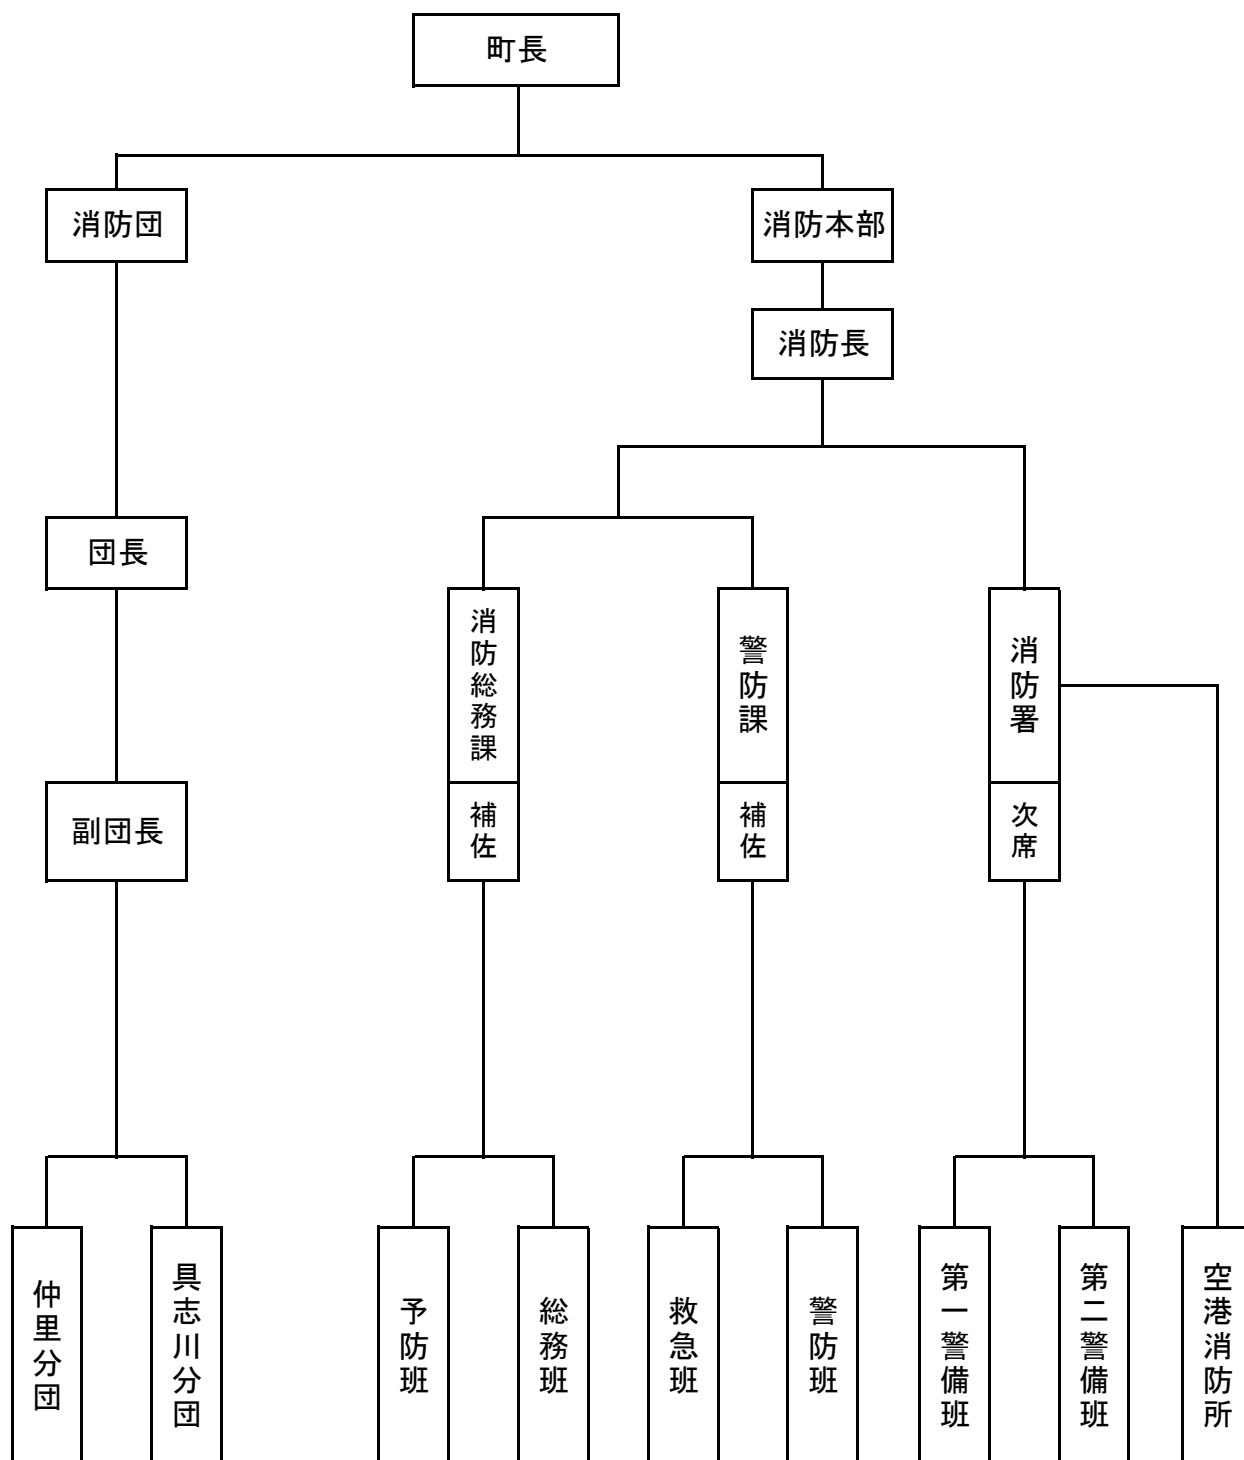 町長
消防団
消防本部
消防長
団長
消防総務課
警防課
消防署
副団長
補佐
補佐
次席
仲里分団
具志川分団
予防班
総務班
救急班
警防班
第一警備班
第二警備班
空港消防所